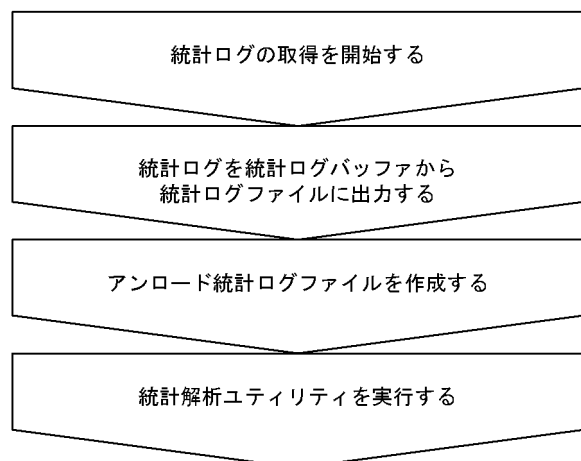 統計ログの取得を開始する
統計ログを統計ログバッファから
統計ログファイルに出力する
アンロード統計ログファイルを作成する
統計解析ユティリティを実行する